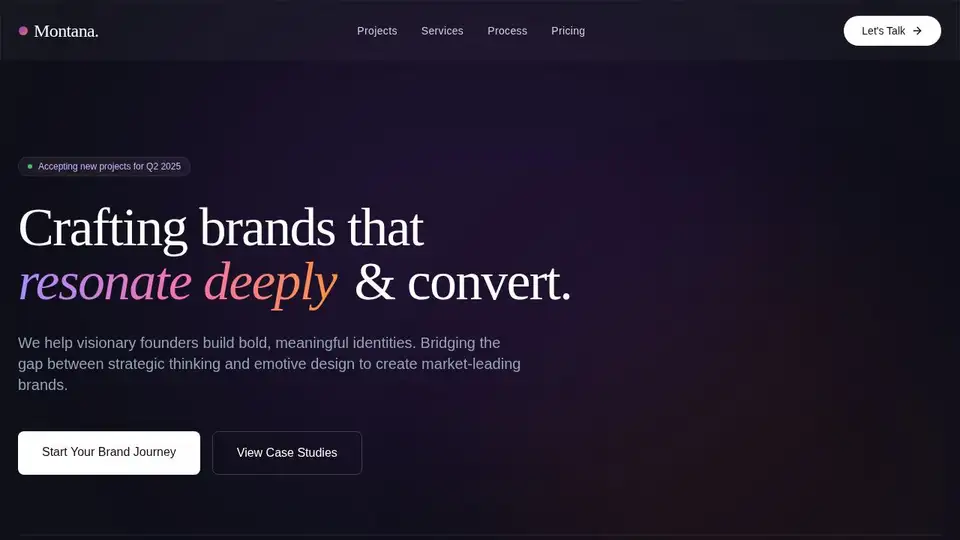 Montana.
Projects
Services
Process
Pricing
Let's Talk
Accepting new projects for Q2 2025
Crafting brands that
resonate deeply & convert.
We help visionary founders build bold, meaningful identities. Bridging the
gap between strategic thinking and emotive design to create market-leading
brands.
Start Your Brand Journey
View Case Studies